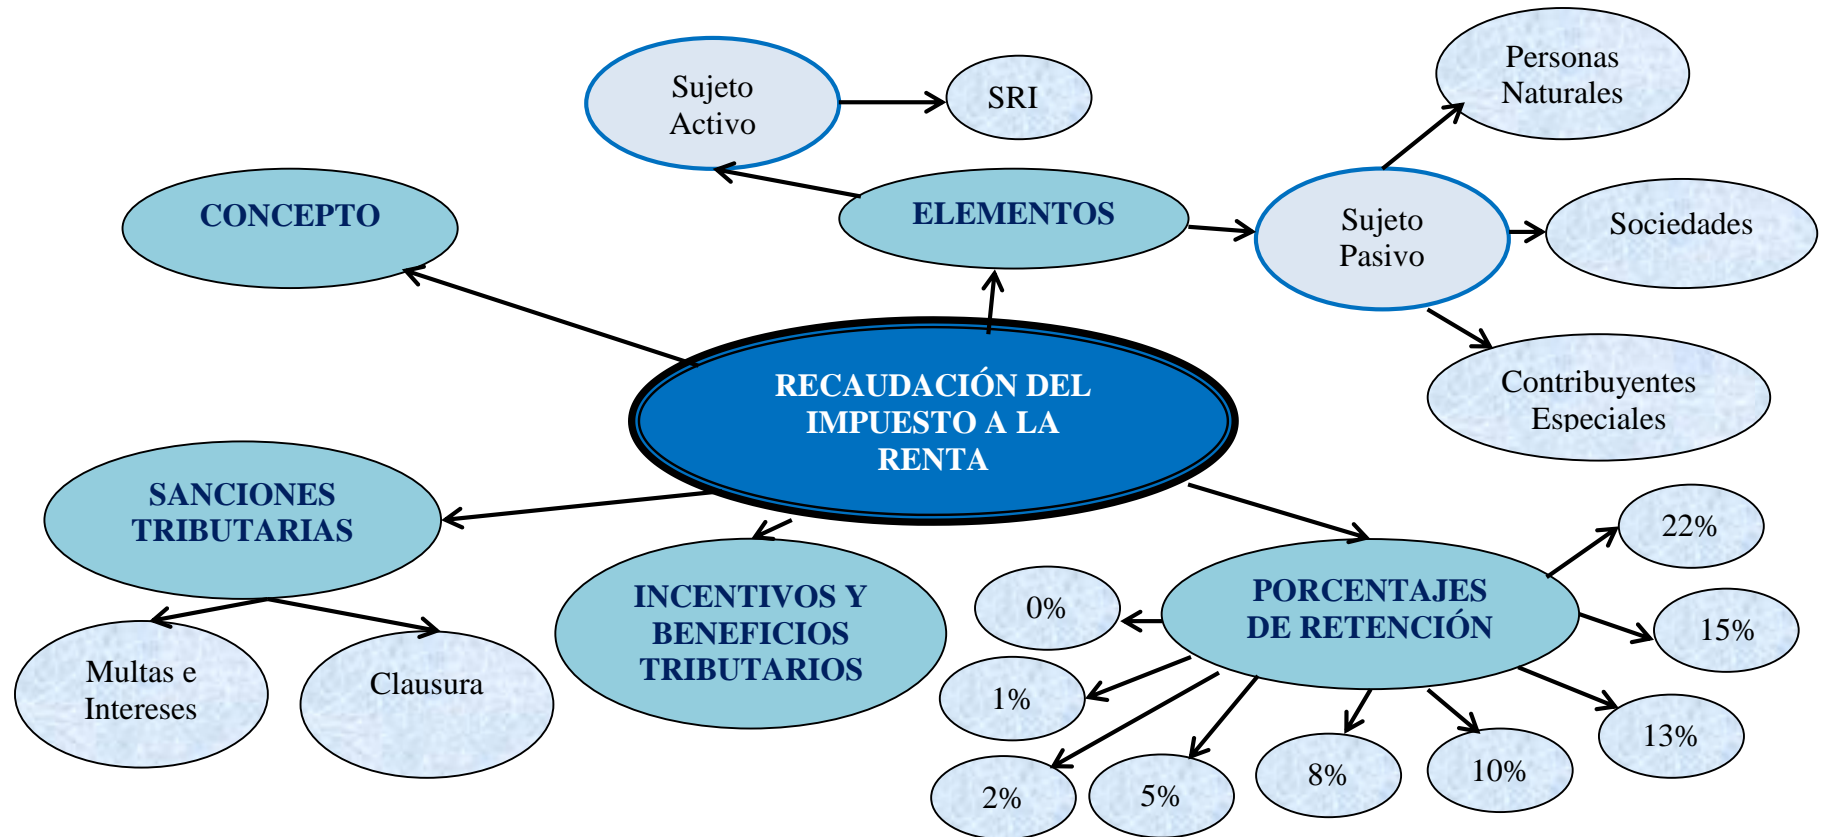 Personas
Naturales
Sujeto
Activo
SRI
CONCEPTO
ELEMENTOS
Sujeto
Pasivo
Sociedades
RECAUDACIÓN DEL
IMPUESTO A LA
RENTA
Contribuyentes
Especiales
SANCIONES
TRIBUTARIAS
Multas e
Intereses
Clausura
INCENTIVOS Y
BENEFICIOS
TRIBUTARIOS
PORCENTAJES
DE RETENCIÓN
0%
1%
2%
5%
8%
10%
13%
15%
22%